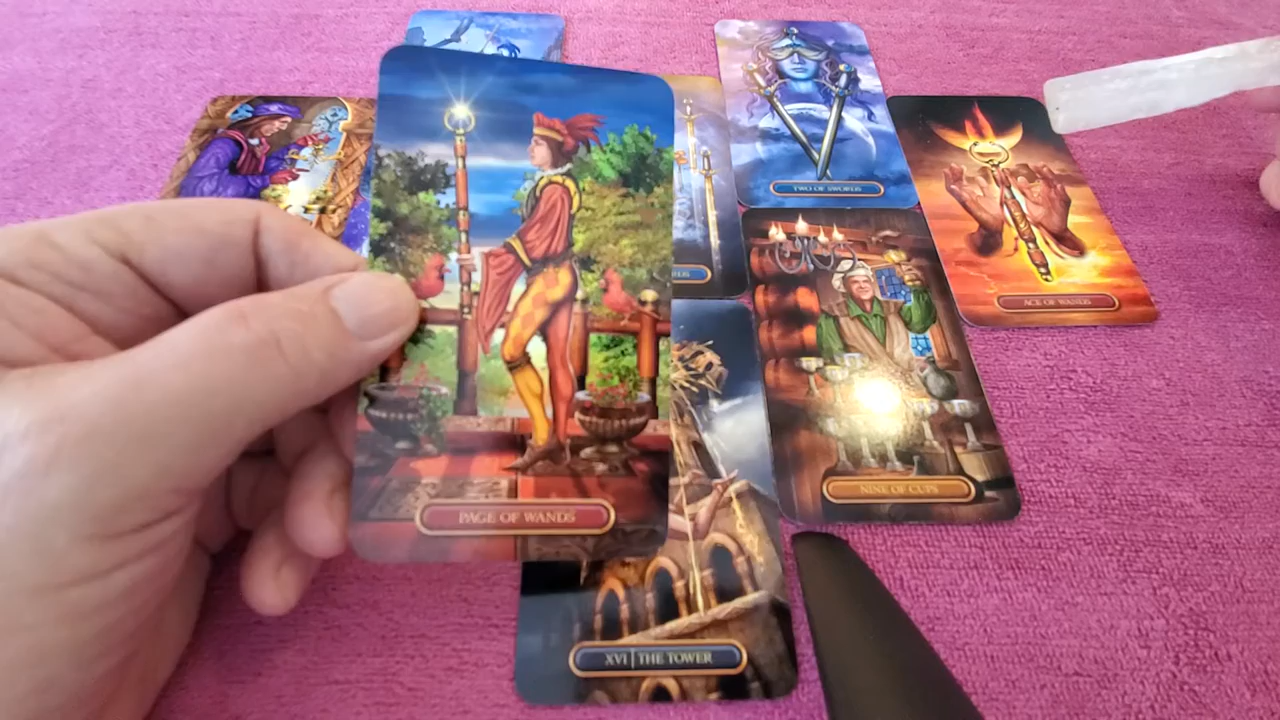 TWO OF SWORDS
ACE OF WANDS
NINE OF CUPS
PAGE OF WANDS
XVI THE TOWER